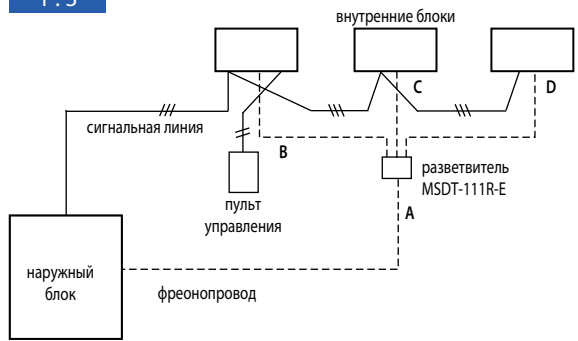 1 : 3
внутренние блоки
C
D
сигнальная линия
B
разветвитель
MSDT-111R-E
пульт
управления
A
наружный
блок
фреонопровод